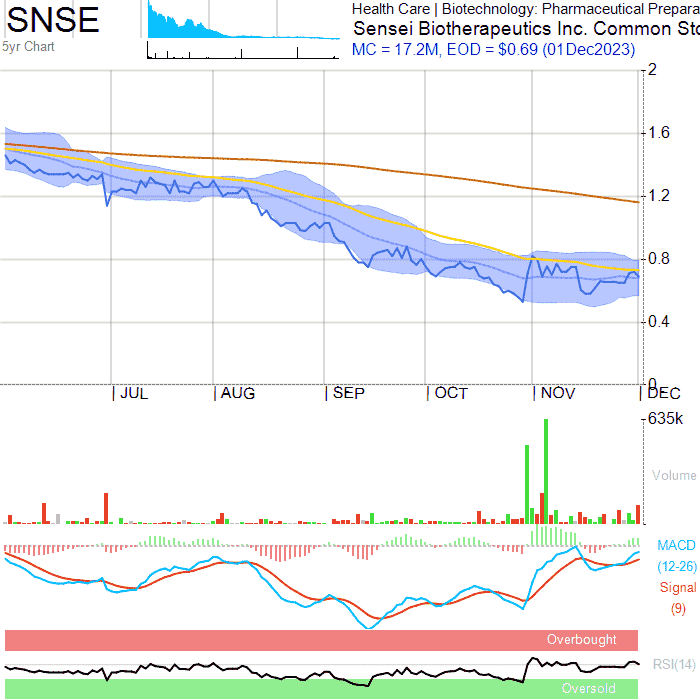 SNSE
5yr Chart
Health Care | Biotechnology: Pharmaceutical Prepara
Sensei Biotherapeutics Inc. Common Sto
MC = 17.2M, EOD = $0.69 (01Dec2023)
2
1.6
1.2
0.8
0.4
0
JUL AUG SEP OCT NOV DEC
635k
Volume
MACD
(12-26)
Signal
(9)
Overbought
RSI(14)
Oversold